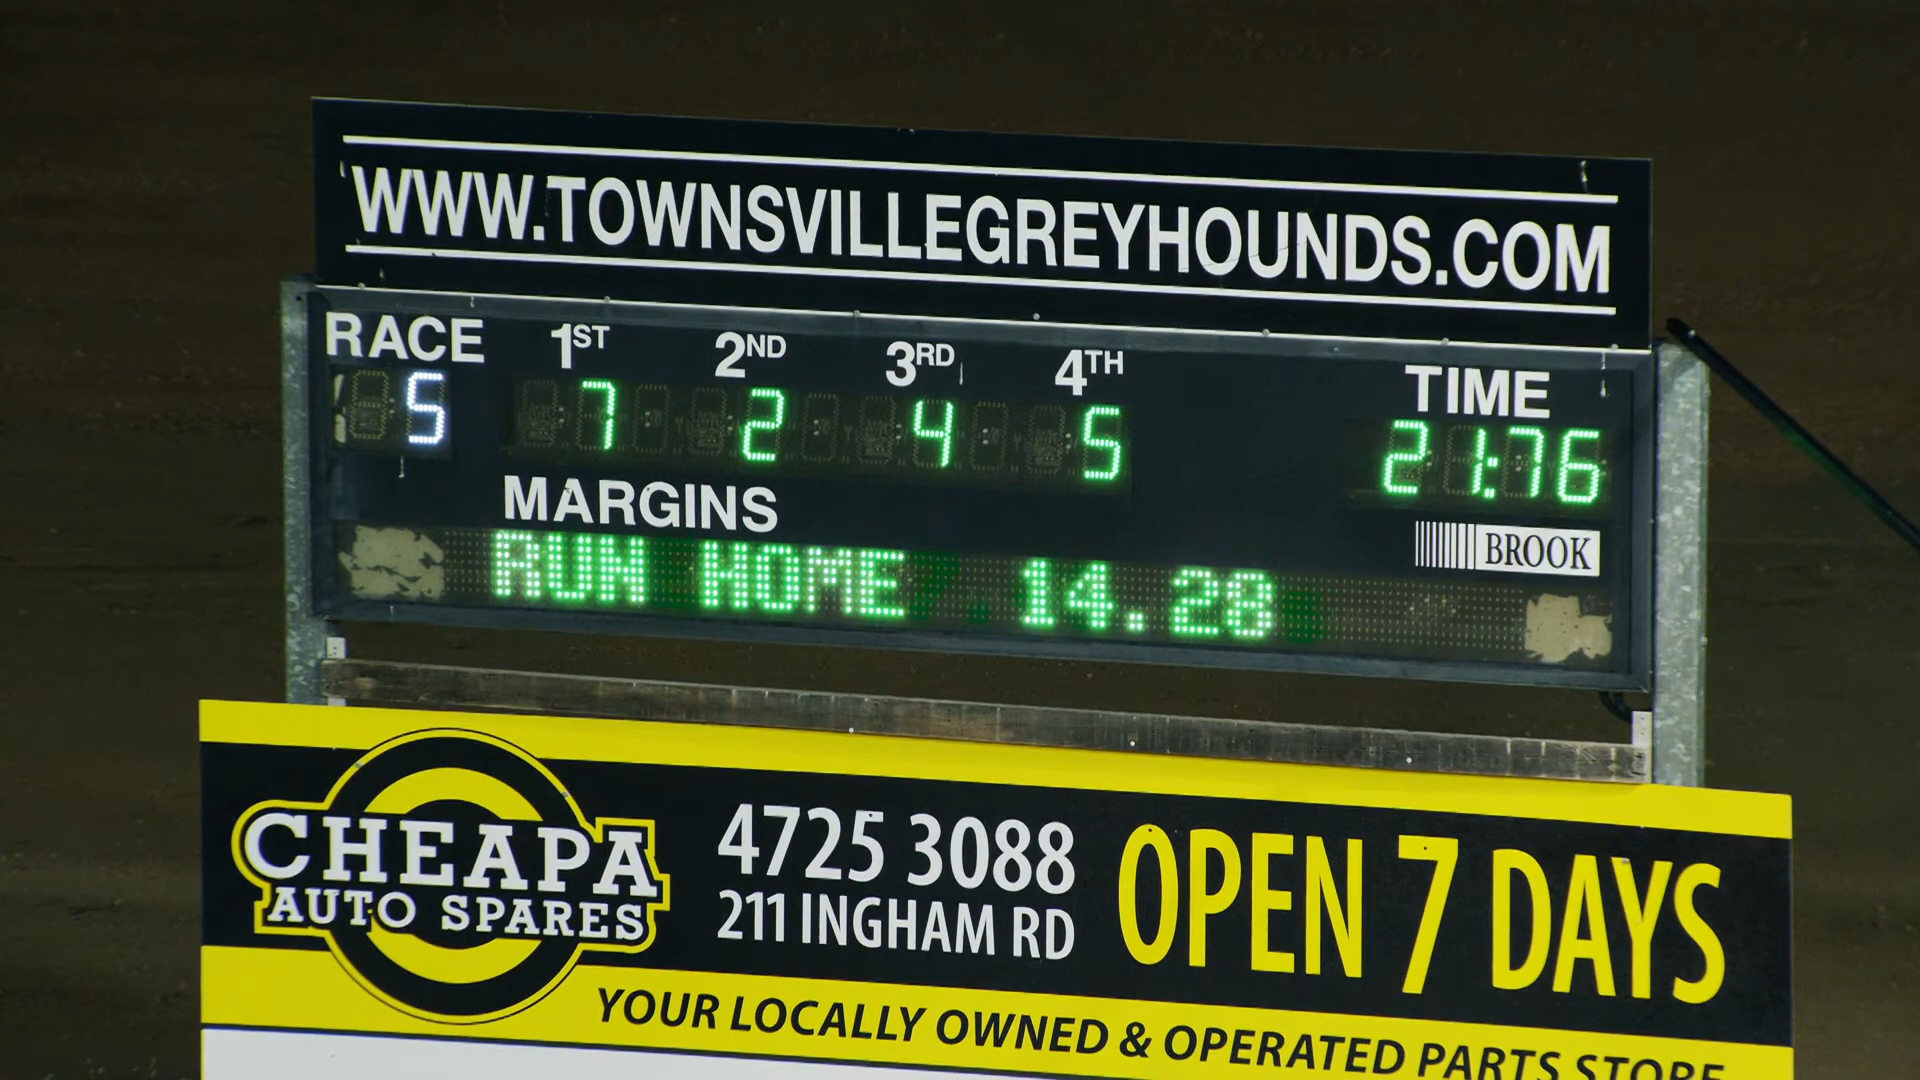 WWW.TOWNSVILLEGREYHOUNDS.COM
RACE 1ST 2ND 3RD 4TH TIME
5 7 2 4 5 21:76
MARGINS
BROOK
RUN HOME 14.28
CHEAPA
AUTO SPARES
4725 3088
211 INGHAM RD
OPEN 7 DAYS
YOUR LOCALLY OWNED & OPERATED PARTS STORE